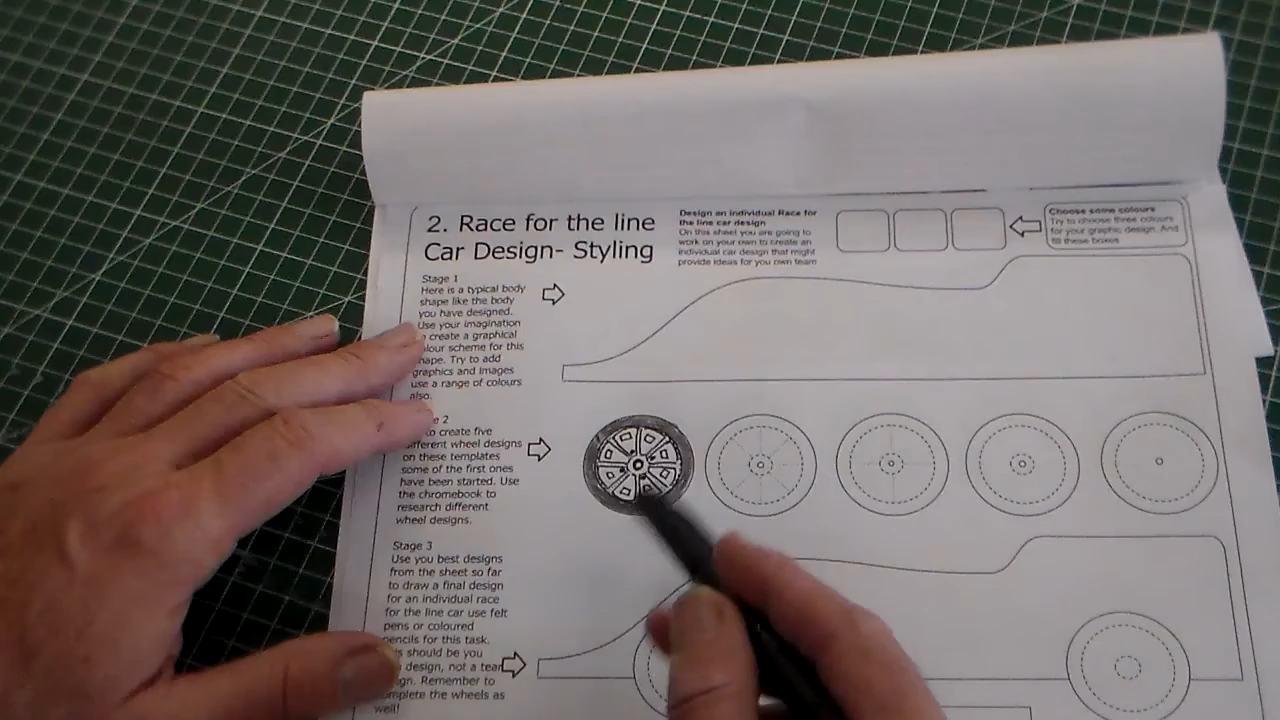 2. Race for the line
Car Design- Styling
Design an individual Race for
the line car design
On this sheet you are going to
work on your own to create an
individual car design that might
provide ideas for you own team
Choose some colours
Try to choose three colours
for your graphic design. And
fill these boxes
Stage 1
Here is a typical body
shape like the body
you have designed.
Use your imagination
create a graphical
colour scheme for this
shape. Try to add
graphics and images
use a range of colours
also.
2
to create five
different wheel designs
on these templates
some of the first ones
have been started. Use
the chromebook to
research different
wheel designs.
Stage 3
Use you best designs
from the sheet so far
to draw a final design
for an individual race
for the line car use felt
pens or coloured
pencils for this task.
should be you
design, not a team
Remember to
complete the wheels as
well!